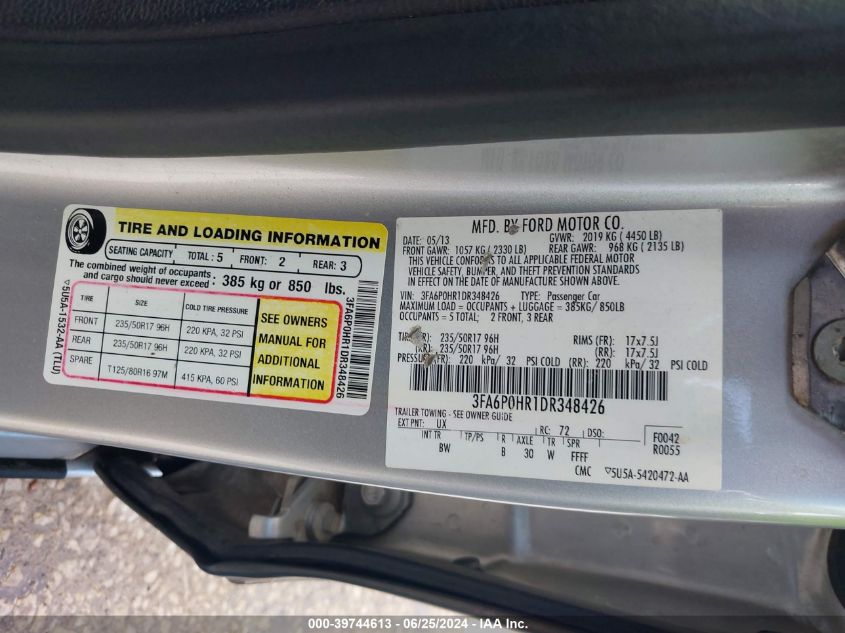 TIRE AND LOADING INFORMATION
SEATING CAPACITY TOTAL : 5 FRONT: 2 REAR: 3
The combined weight of occupants
and cargo should never exceed : 385 kg or 850 lbs.
TIRE SIZE COLD TIRE PRESSURE
FRONT 235/50R17 96H 220 KPA, 32 PSI
REAR 235/50R17 96H 220 KPA, 32 PSI
SPARE T125/80R16 97M 415 KPA, 60 PSI
SEE OWNERS
MANUAL FOR
ADDITIONAL
INFORMATION
5U5A-1532-AA (TLU)
3FA6P0HR1DR348426
MFD. BY FORD MOTOR CO.
DATE: 05/13 GVWR: 2019 KG ( 4450 LB)
FRONT GAWR: 1057 KG ( 2330 LB) REAR GAWR: 968 KG ( 2135 LB)
THIS VEHICLE CONFORMS TO ALL APPLICABLE FEDERAL MOTOR
VEHICLE SAFETY, BUMPER, AND THEFT PREVENTION STANDARDS
IN EFFECT ON THE DATE OF MANUFACTURE SHOWN ABOVE.
VIN: 3FA6P0HR1DR348426 TYPE: Passenger Car
MAXIMUM LOAD = OCCUPANTS + LUGGAGE = 385KG/ 850LB
OCCUPANTS = 5 TOTAL; 2 FRONT, 3 REAR
TIRE(FR): 235/50R17 96H RIMS (FR): 17x7.5J
(RR): 235/50R17 96H (RR): 17x7.5J
PRESSURE(FR): 220 kPa/ 32 PSI COLD (RR): 220 kPa/ 32 PSI COLD
3FA6P0HR1DR348426
TRAILER TOWING - SEE OWNER GUIDE
EXT PNT: UX RC: 72 DSO: F0042
INT TR TP/PS R AXLE TR SPR R0055
BW B 30 W FFFF
CMC 5U5A-5420472-AA
000-39744613 - 06/25/2024 - IAAI.com